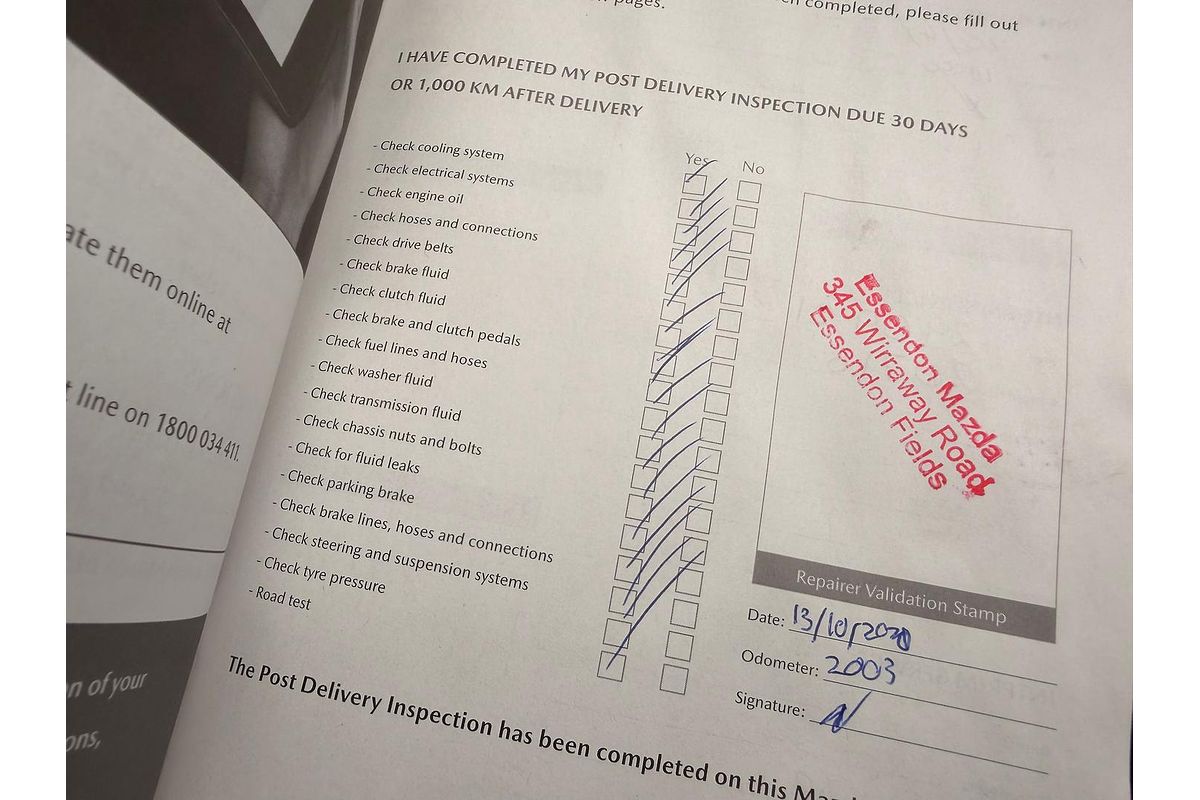 pages.
completed, please fill out
I HAVE COMPLETED MY POST DELIVERY INSPECTION DUE 30 DAYS
OR 1,000 KM AFTER DELIVERY
Yes No
- Check cooling system
- Check electrical systems
- Check engine oil
- Check hoses and connections
- Check drive belts
- Check brake fluid
- Check clutch fluid
- Check brake and clutch pedals
- Check fuel lines and hoses
- Check washer fluid
- Check transmission fluid
- Check chassis nuts and bolts
- Check for fluid leaks
- Check parking brake
- Check brake lines, hoses and connections
- Check steering and suspension systems
- Check tyre pressure
- Road test
Essendon Mazda
345 Wirraway Road
Essendon Fields
Repairer Validation Stamp
Date: 13/10/2020
Odometer: 2003
Signature:
The Post Delivery Inspection has been completed on this
them online at
line on 1800 034 411.
of your